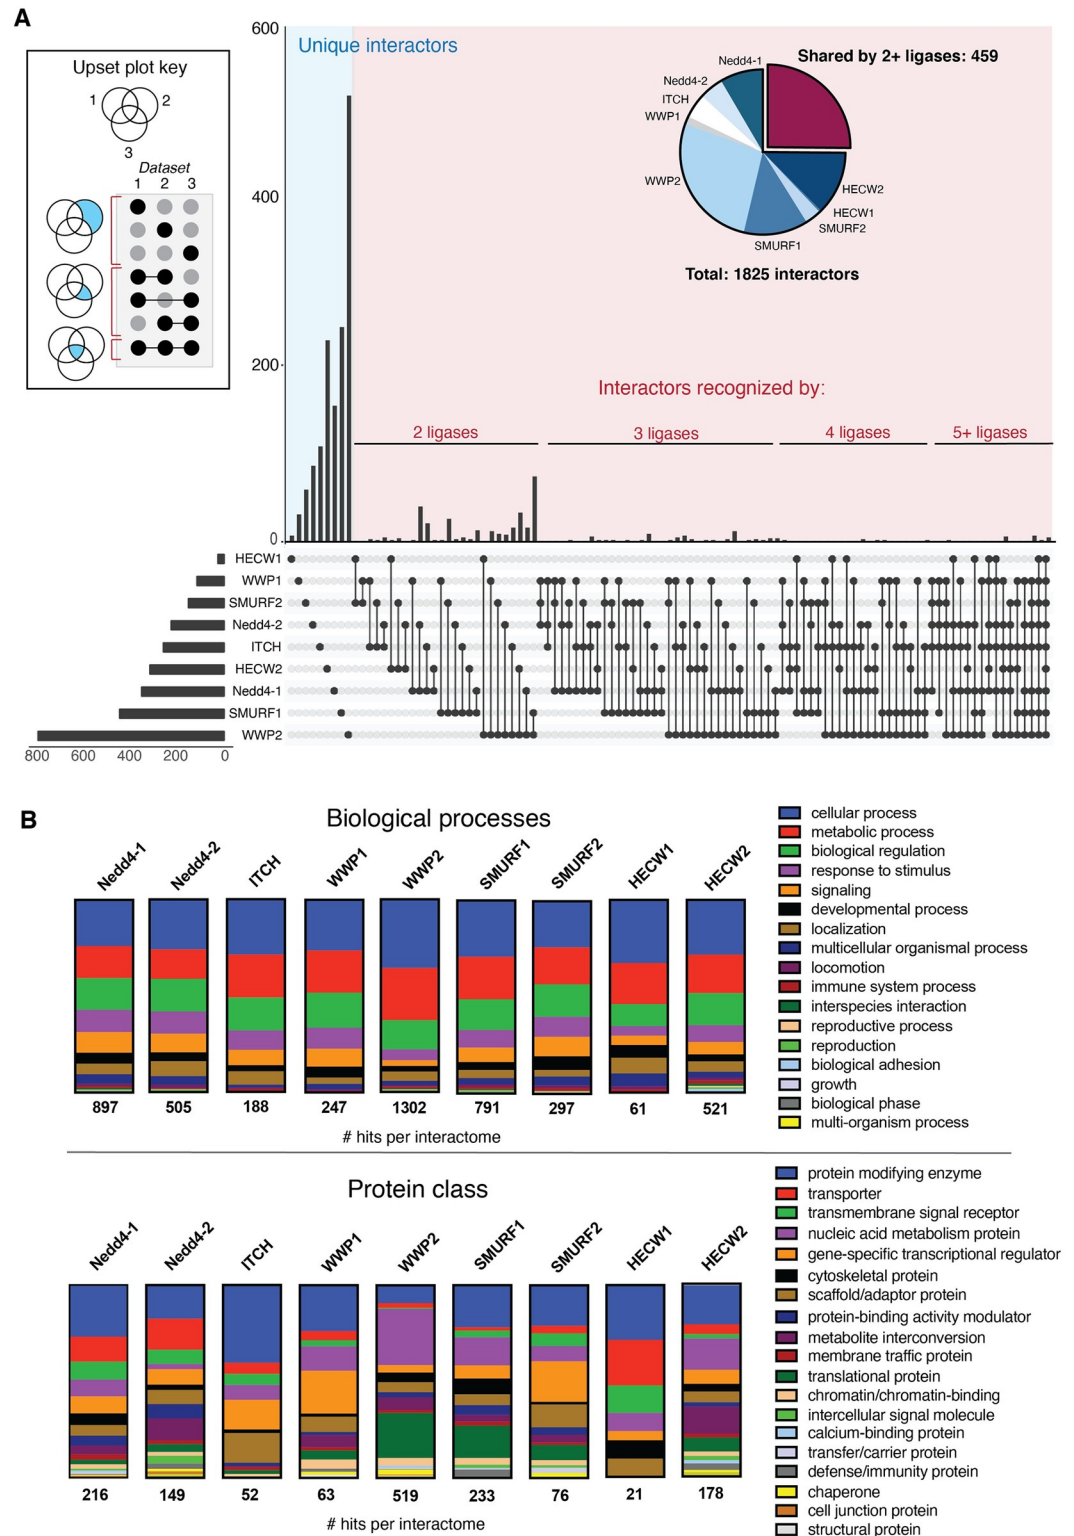 A
Upset plot key
1
2
3
Dataset
1 2 3
600
400
200
0
Unique interactors
Shared by 2+ ligases: 459
Nedd4-1
Nedd4-2
ITCH
WWP1
WWP2
SMURF1
SMURF2
HECW1
HECW2
Total: 1825 interactors
Interactors recognized by:
2 ligases
3 ligases
4 ligases
5+ ligases
HECW1
WWP1
SMURF2
Nedd4-2
ITCH
HECW2
Nedd4-1
SMURF1
WWP2
800 600 400 200 0
B
Biological processes
Nedd4-1 Nedd4-2 ITCH WWP1 WWP2 SMURF1 SMURF2 HECW1 HECW2
897 505 188 247 1302 791 297 61 521
# hits per interactome
cellular process
metabolic process
biological regulation
response to stimulus
signaling
developmental process
localization
multicellular organismal process
locomotion
immune system process
interspecies interaction
reproductive process
reproduction
biological adhesion
growth
biological phase
multi-organism process
Protein class
Nedd4-1 Nedd4-2 ITCH WWP1 WWP2 SMURF1 SMURF2 HECW1 HECW2
216 149 52 63 519 233 76 21 178
# hits per interactome
protein modifying enzyme
transporter
transmembrane signal receptor
nucleic acid metabolism protein
gene-specific transcriptional regulator
cytoskeletal protein
scaffold/adaptor protein
protein-binding activity modulator
metabolite interconversion
membrane traffic protein
translational protein
chromatin/chromatin-binding
intercellular signal molecule
calcium-binding protein
transfer/carrier protein
defense/immunity protein
chaperone
cell junction protein
structural protein